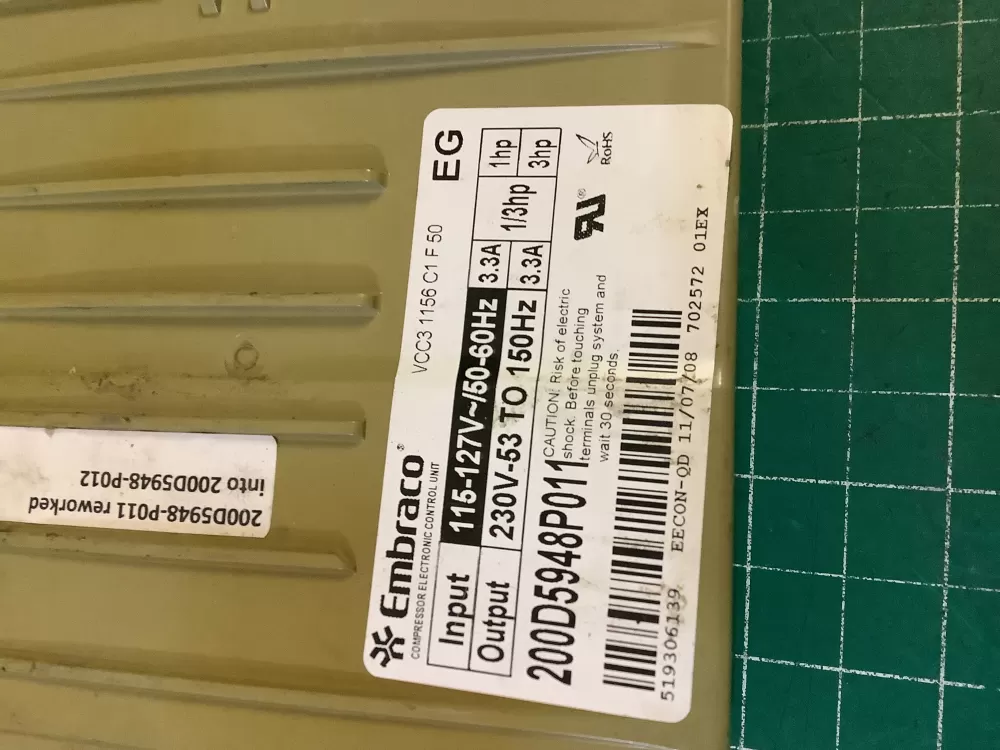 VCC3 1156 C1 F 50 EG
Embraco®
COMPRESSOR ELECTRONIC CONTROL UNIT
Input 115-127V~/50-60Hz 3.3A 1/3hp 1hp
Output 230V-53 TO 150Hz 3.3A 3hp
200D5948P011
CAUTION: Risk of electric
shock. Before touching
terminals unplug system and
wait 30 seconds.
RU®
RoHS
519306139 EECON-QD 11/07/08 702572 01EX
200D5948-P011 reworked
into 200D5948-P012